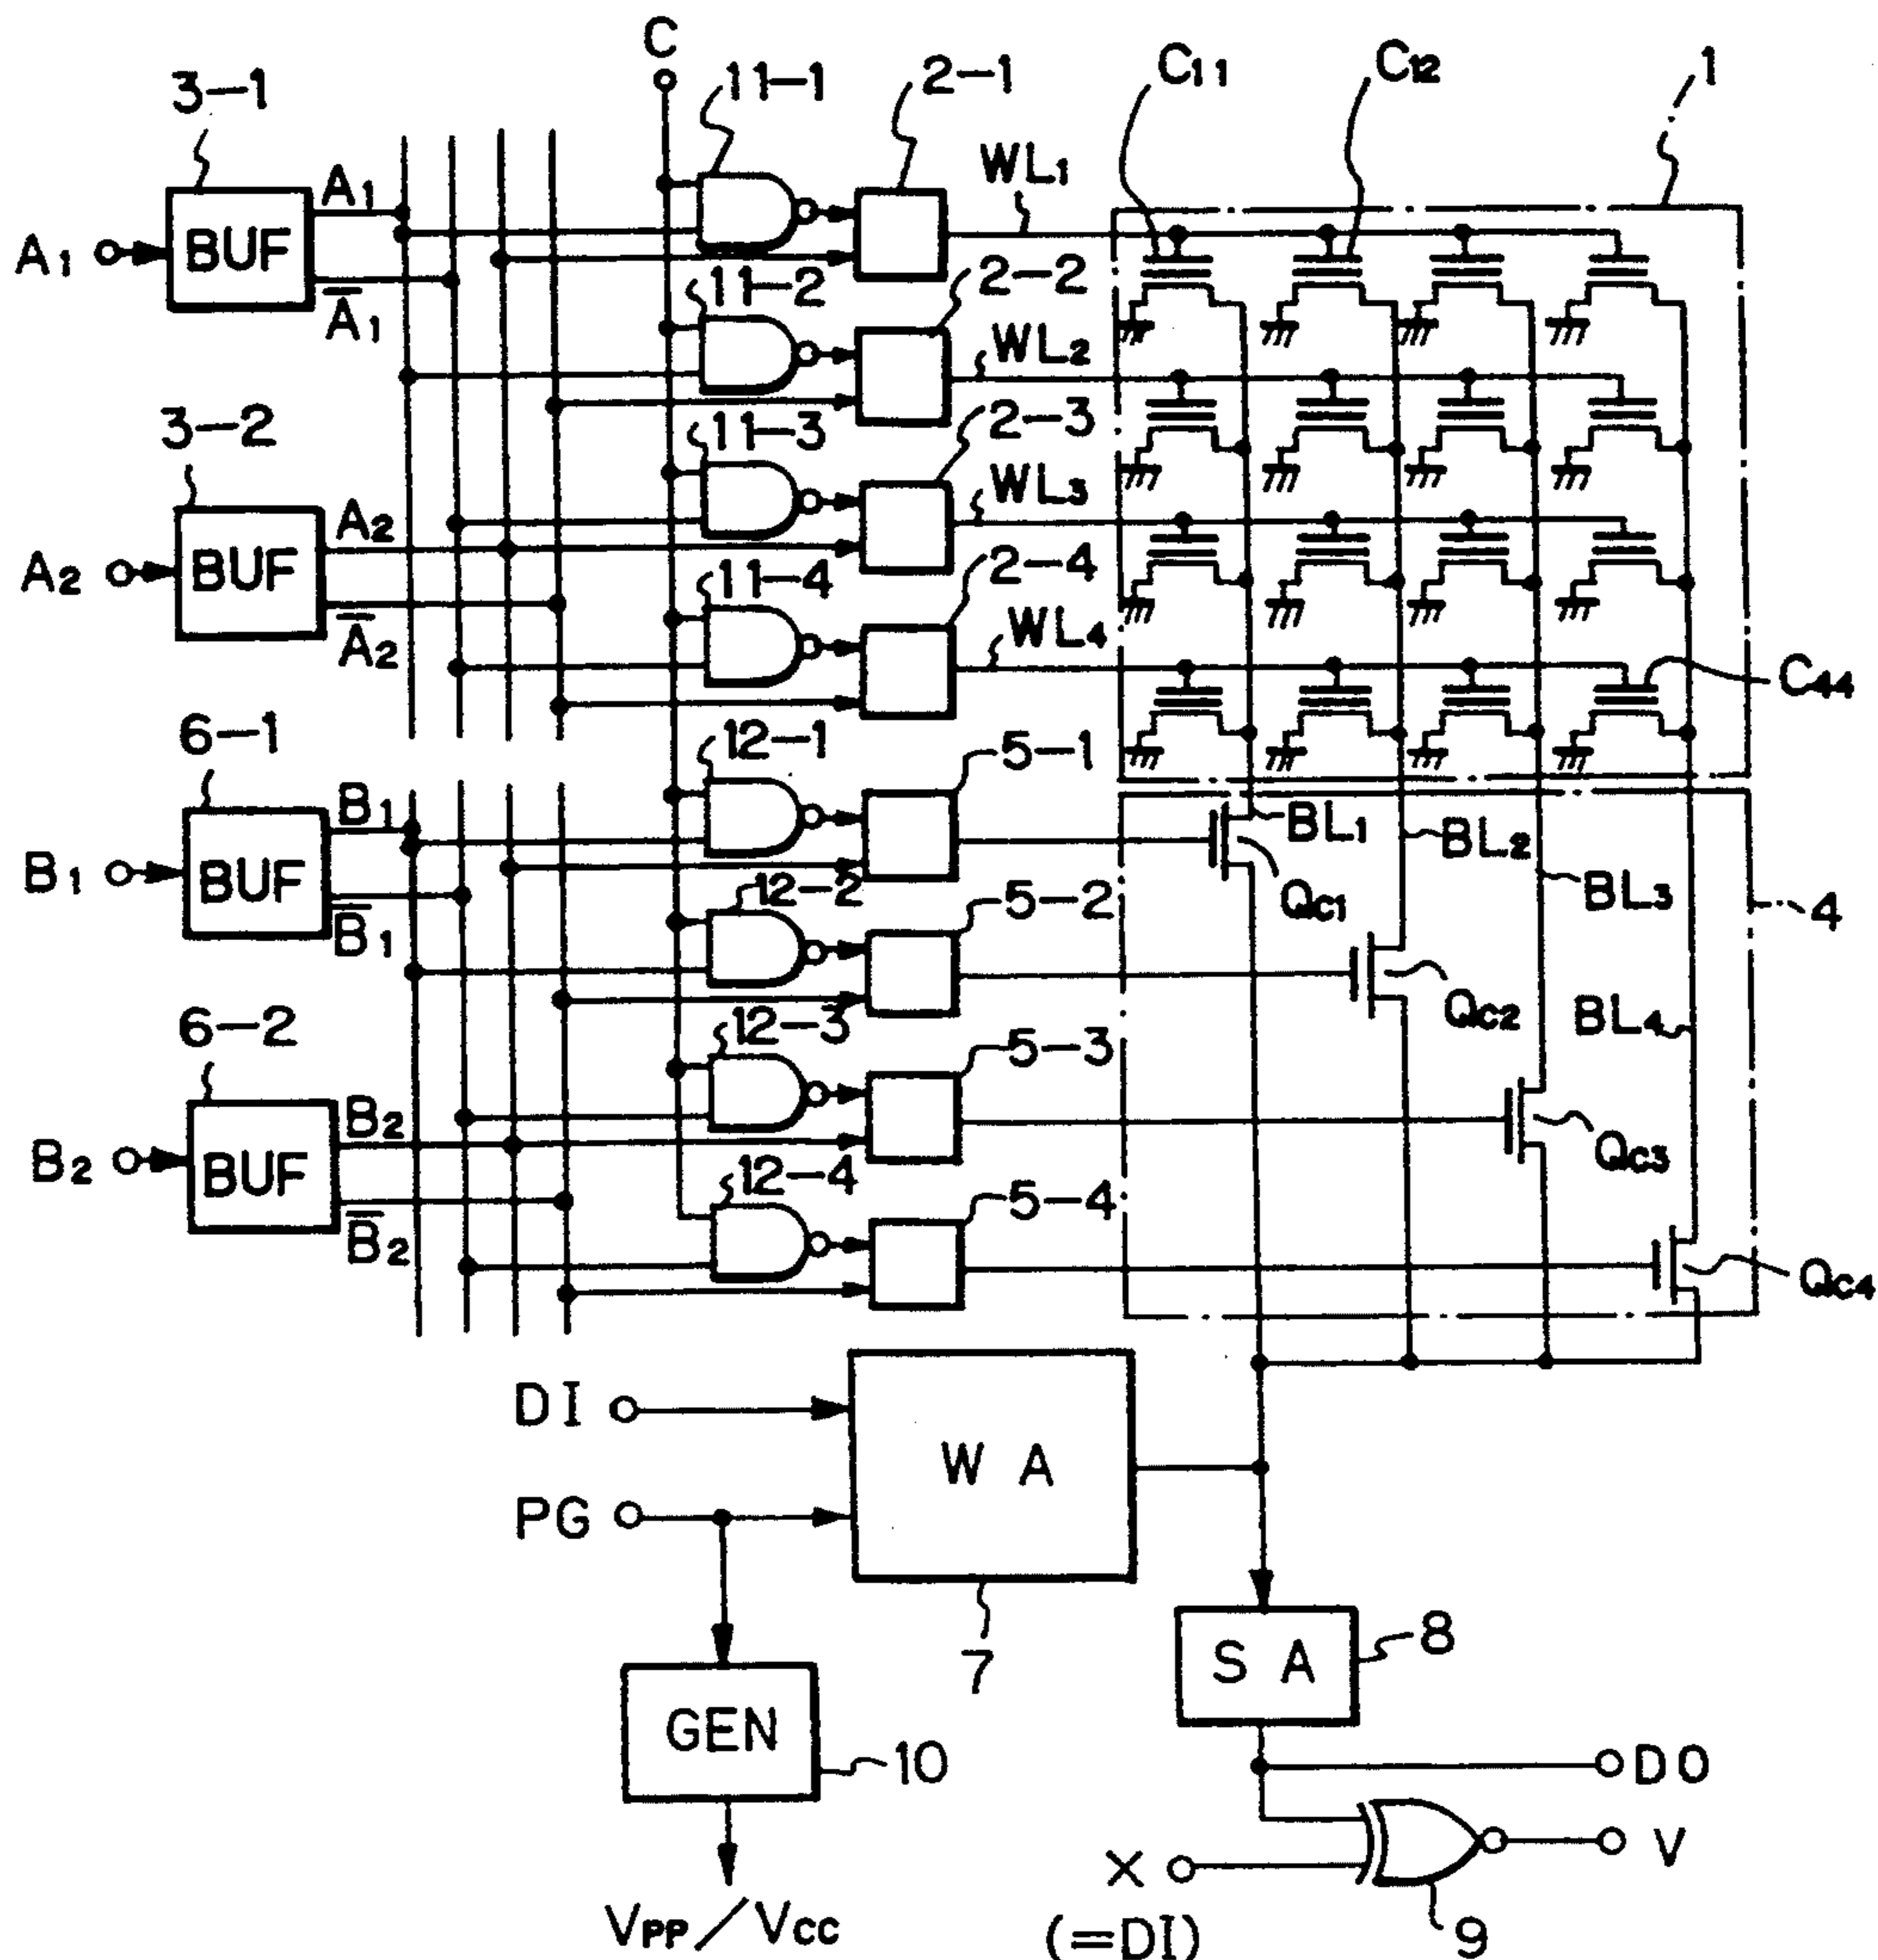 C
3-1
11-1
2-1
C11
C12
1
A1
BUF
A1
A̅1
WL1
11-2
2-2
WL2
3-2
11-3
2-3
WL3
A2
BUF
A2
A̅2
11-4
2-4
WL4
C44
6-1
12-1
5-1
B1
BUF
B1
B̅1
BL1
BL2
QC1
BL3
4
12-2
5-2
6-2
12-3
QC2
BL4
5-3
B2
BUF
B2
B̅2
QC3
12-4
5-4
QC4
DI
WA
PG
7
SA
8
GEN
10
DO
X
V
VPP/VCC
(=DI)
9